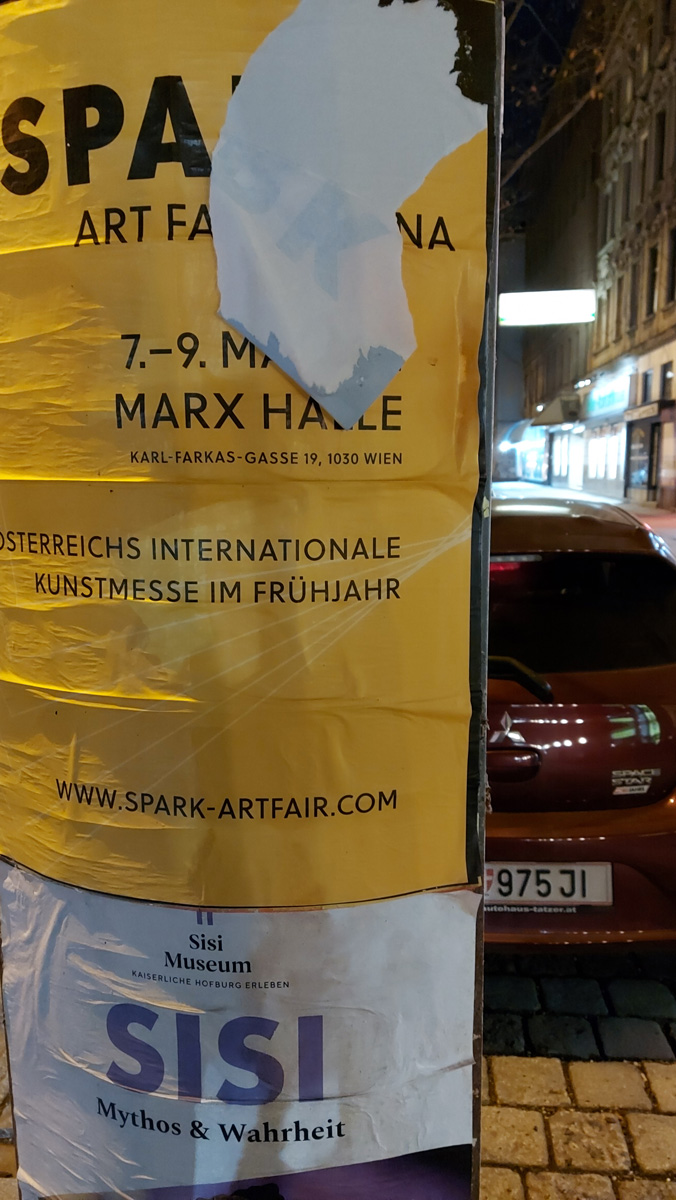 SPA
ART FA NA
7.–9. MA
MARX HALLE
KARL-FARKAS-GASSE 19, 1030 WIEN
ÖSTERREICHS INTERNATIONALE
KUNSTMESSE IM FRÜHJAHR
WWW.SPARK-ARTFAIR.COM
Sisi
Museum
KAISERLICHE HOFBURG ERLEBEN
SISI
Mythos & Wahrheit
SPACE
STAR
975 JI
autohaus-tatzer.at